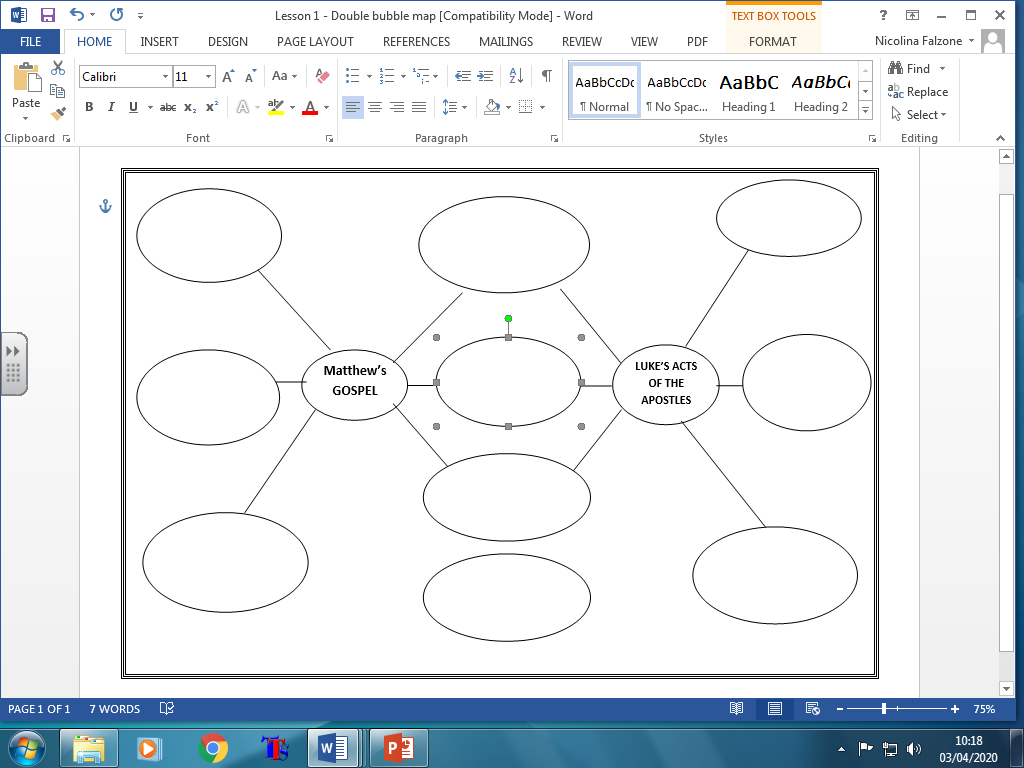 Lesson 1 - Double bubble map [Compatibility Mode] - Word
TEXT BOX TOOLS
?
FILE HOME INSERT DESIGN PAGE LAYOUT REFERENCES MAILINGS REVIEW VIEW PDF FORMAT Nicolina Falzone
Paste
Calibri 11 A A Aa A
B I U abc x₂ x² A ab A
A Z ¶
AaBbCcDc AaBbCcDc AaBbC AaBbCc
¶ Normal ¶ No Spac... Heading 1 Heading 2
Find
Replace
Select
Clipboard Font Paragraph Styles Editing
Matthew's
GOSPEL
LUKE'S ACTS
OF THE
APOSTLES
PAGE 1 OF 1 7 WORDS 75%
10:18
03/04/2020